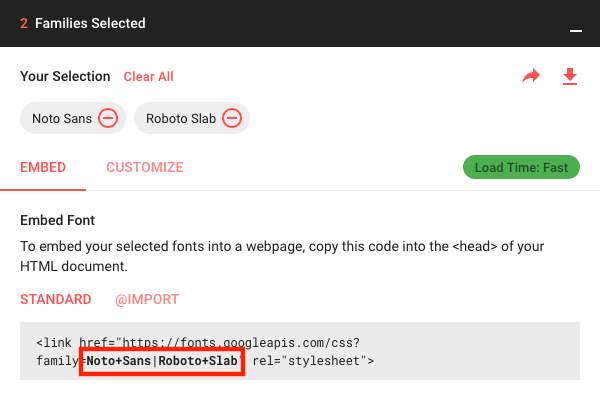 2 Families Selected
Your Selection Clear All
Noto Sans Roboto Slab
EMBED CUSTOMIZE Load Time: Fast
Embed Font
To embed your selected fonts into a webpage, copy this code into the <head> of your
HTML document.
STANDARD @IMPORT
<link href="https://fonts.googleapis.com/css?
family=Noto+Sans|Roboto+Slab" rel="stylesheet">